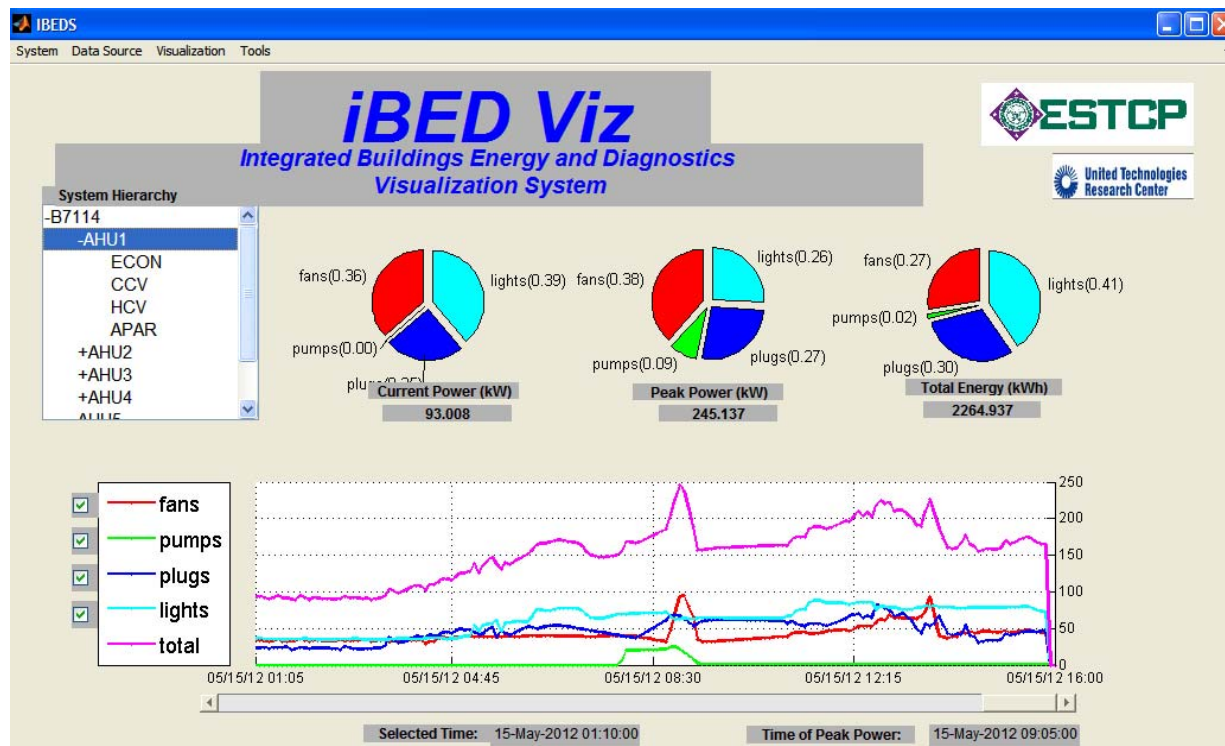 IBEDS
System Data Source Visualization Tools
iBED Viz
Integrated Buildings Energy and Diagnostics
Visualization System
ESTCP
United Technologies
Research Center
System Hierarchy
-B7114
-AHU1
ECON
CCV
HCV
APAR
+AHU2
+AHU3
+AHU4
AHU5
fans(0.36)
lights(0.39)
pumps(0.00)
Current Power (kW)
93.008
fans(0.38)
lights(0.26)
pumps(0.09)
plugs(0.27)
Peak Power (kW)
245.137
fans(0.27)
lights(0.41)
pumps(0.02)
plugs(0.30)
Total Energy (kWh)
2264.937
fans
pumps
plugs
lights
total
250
200
150
100
50
0
05/15/12 01:05 05/15/12 04:45 05/15/12 08:30 05/15/12 12:15 05/15/12 16:00
Selected Time: 15-May-2012 01:10:00 Time of Peak Power: 15-May-2012 09:05:00